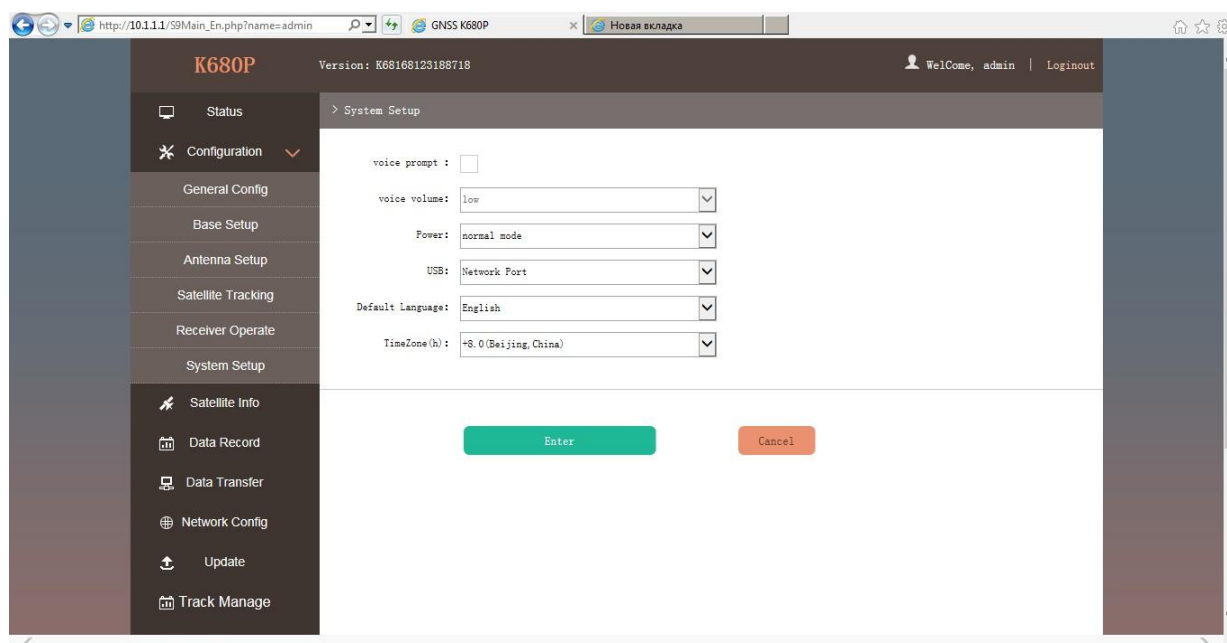 http://10.1.1.1/S9Main_En.php?name=admin
GNSS K680P
Новая вкладка
K680P
Version: K68168123188718
WelCome, admin | Loginout
Status
> System Setup
Configuration
voice prompt :
General Config
voice volume: low
Base Setup
Power: normal mode
Antenna Setup
USB: Network Port
Satellite Tracking
Default Language: English
Receiver Operate
TimeZone(h): +8.0(Beijing,China)
System Setup
Satellite Info
Data Record
Enter
Cancel
Data Transfer
Network Config
Update
Track Manage